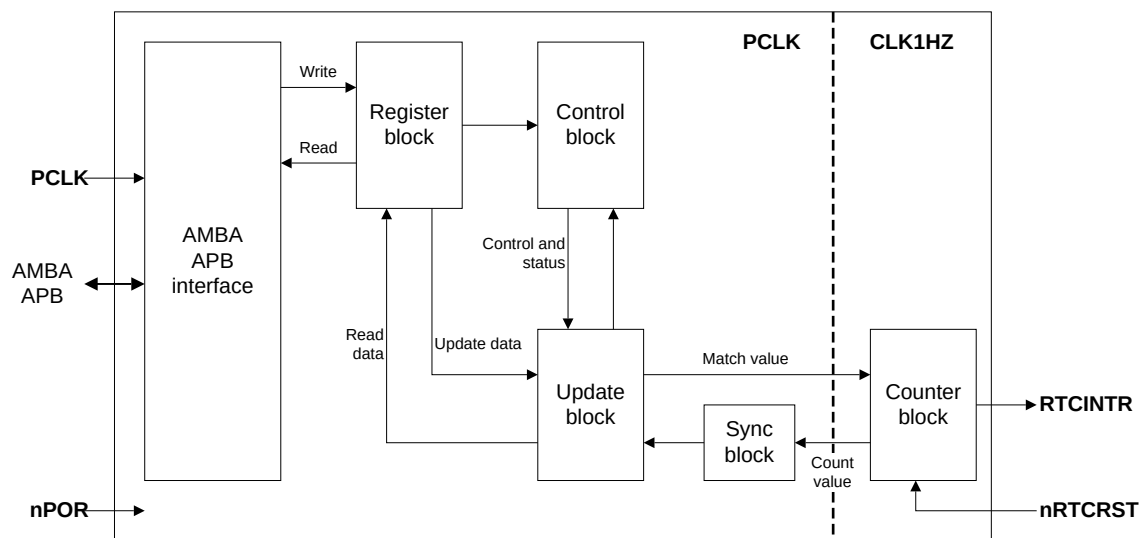 PCLK
CLK1HZ
Write
Register
block
Control
block
Read
PCLK
AMBA
APB
interface
AMBA
APB
Control and
status
Read
data
Update data
Match value
Update
block
Counter
block
RTCINTR
Sync
block
Count
value
nPOR
nRTCRST